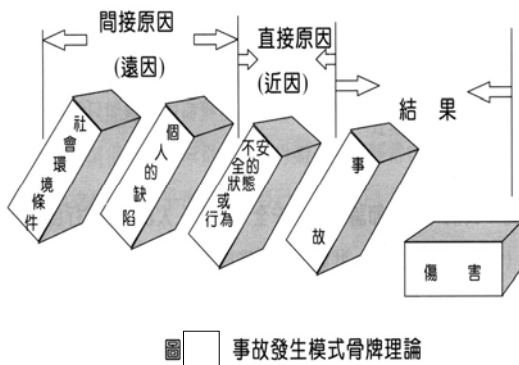 間接原因
(遠因)
直接原因
(近因)
結果
社會環境條件
個人的缺陷
不安全的狀態或行為
事故
傷害
圖 事故發生模式骨牌理論